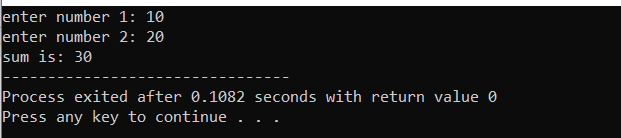 enter number 1: 10
enter number 2: 20
sum is: 30
--------------------------------
Process exited after 0.1082 seconds with return value 0
Press any key to continue . . .